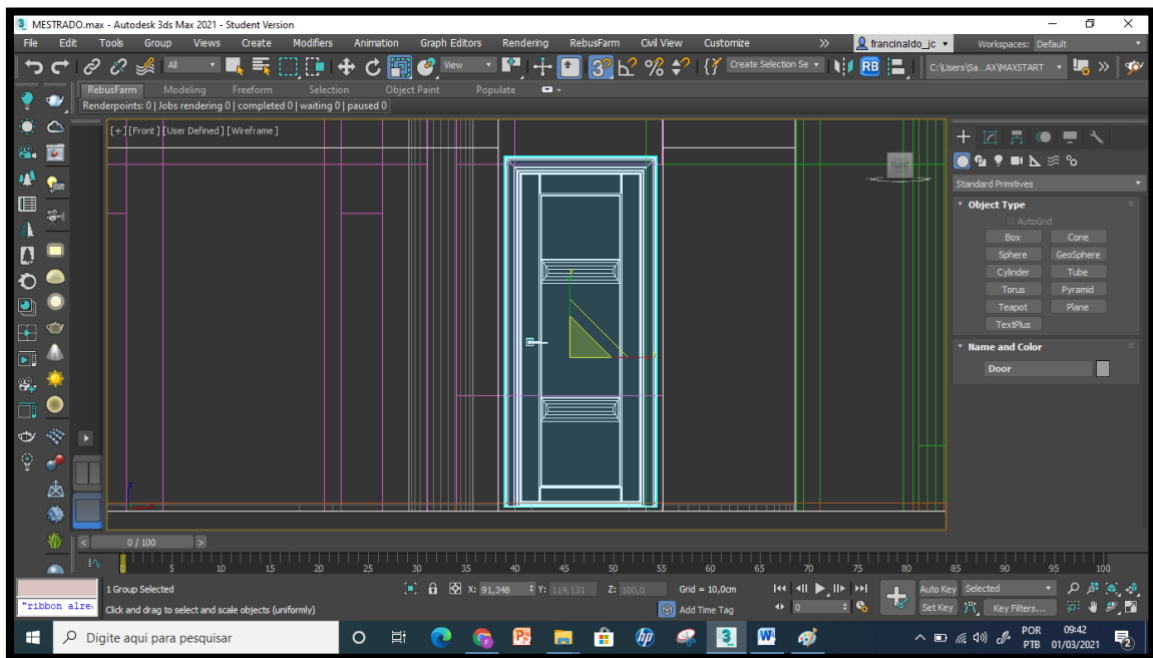 MESTRADO.max - Autodesk 3ds Max 2021 - Student Version
File Edit Tools Group Views Create Modifiers Animation Graph Editors Rendering RebusFarm Civil View Customize » francinaldo_jc Workspaces: Default
All View Create Selection Se RB C:\Users\Sa...AX\MAXSTART »
RebusFarm Modeling Freeform Selection Object Paint Populate
Renderpoints: 0 | Jobs rendering 0 | completed 0 | waiting 0 | paused 0
[+] [Front] [User Defined] [Wireframe]
Standard Primitives
Object Type
AutoGrid
Box Cone
Sphere GeoSphere
Cylinder Tube
Torus Pyramid
Teapot Plane
TextPlus
Name and Color
Door
< 0 / 100 >
0 5 10 15 20 25 30 35 40 45 50 55 60 65 70 75 80 85 90 95 100
1 Group Selected X: 91,348 Y: 114,131 Z: 100,0 Grid = 10,0cm Auto Key Selected
"ribbon alre Click and drag to select and scale objects (uniformly) Add Time Tag 0 Set Key Key Filters...
Digite aqui para pesquisar
POR 09:42
PTB 01/03/2021